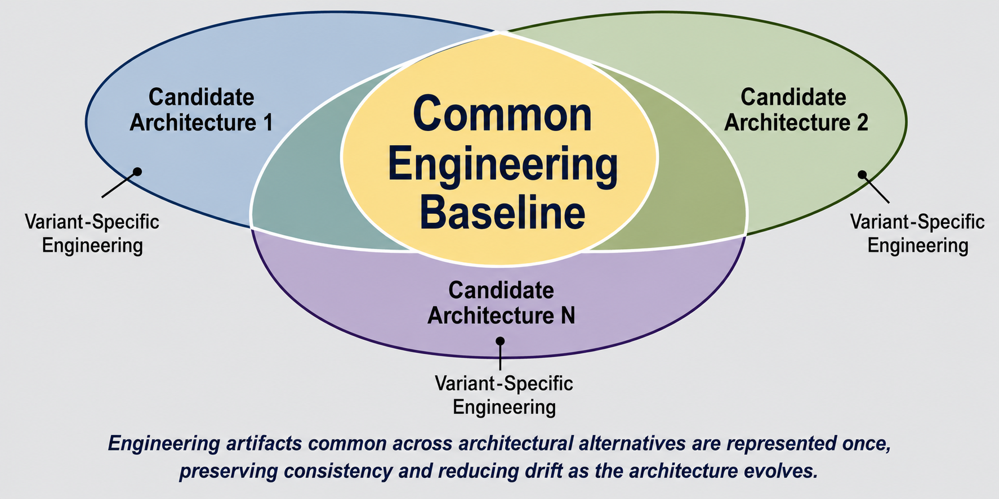 Candidate
Architecture 1
Candidate
Architecture 2
Common
Engineering
Baseline
Variant-Specific
Engineering
Variant-Specific
Engineering
Candidate
Architecture N
Variant-Specific
Engineering
Engineering artifacts common across architectural alternatives are represented once,
preserving consistency and reducing drift as the architecture evolves.